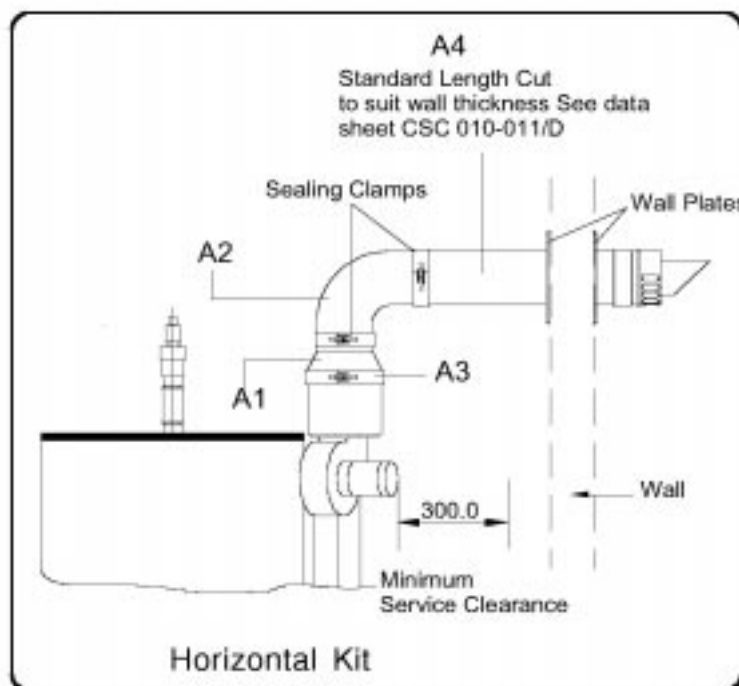 A4
Standard Length Cut
to suit wall thickness See data
sheet CSC 010-011/D
Sealing Clamps
Wall Plates
A2
A1
A3
300.0
Wall
Minimum
Service Clearance
Horizontal Kit